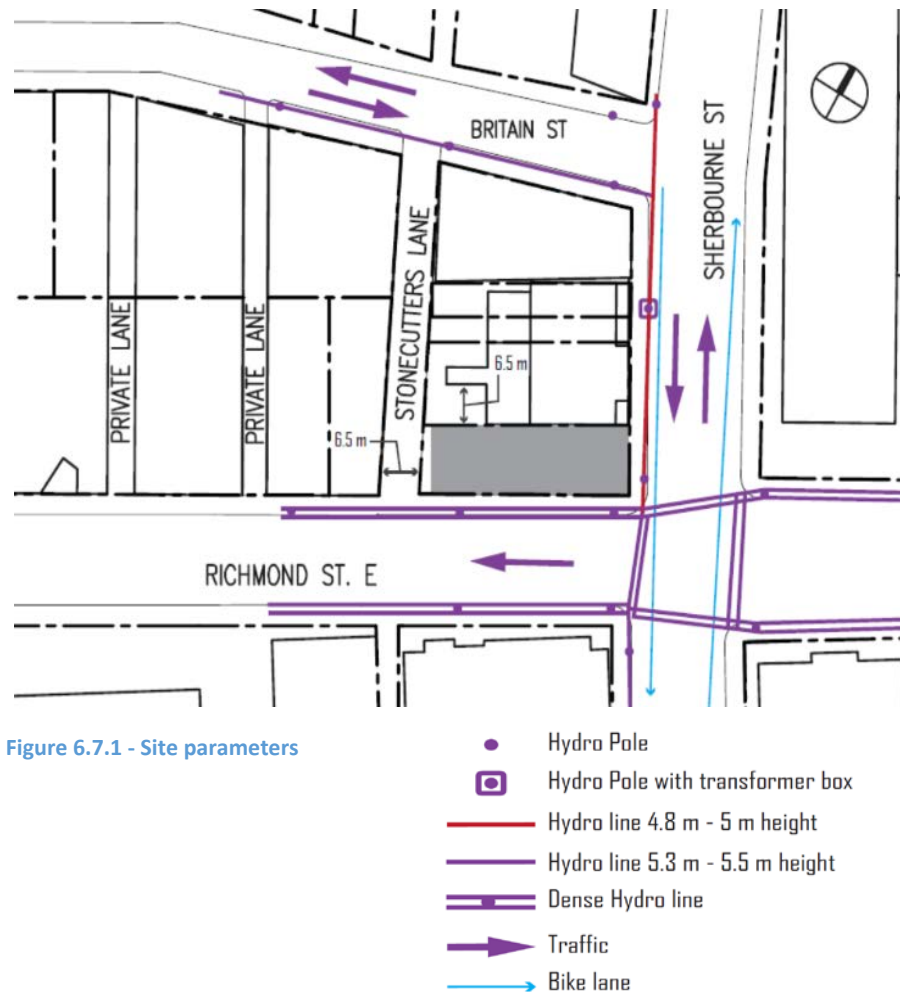 BRITAIN ST
SHERBOURNE ST
STONECUTTERS LANE
PRIVATE LANE
PRIVATE LANE
6.5 m
6.5 m
RICHMOND ST. E
Figure 6.7.1 - Site parameters
Hydro Pole
Hydro Pole with transformer box
Hydro line 4.8 m - 5 m height
Hydro line 5.3 m - 5.5 m height
Dense Hydro line
Traffic
Bike lane